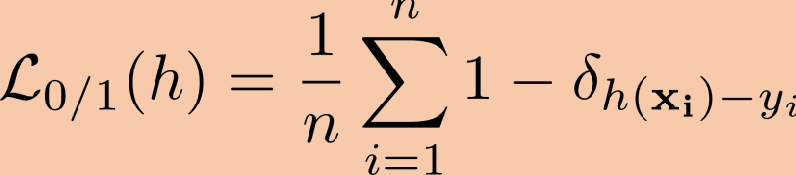 $\mathcal{L}_{0/1}(h) = \frac{1}{n} \sum_{i=1}^{n} 1 - \delta_{h(\mathbf{x_i}) - y_i}$